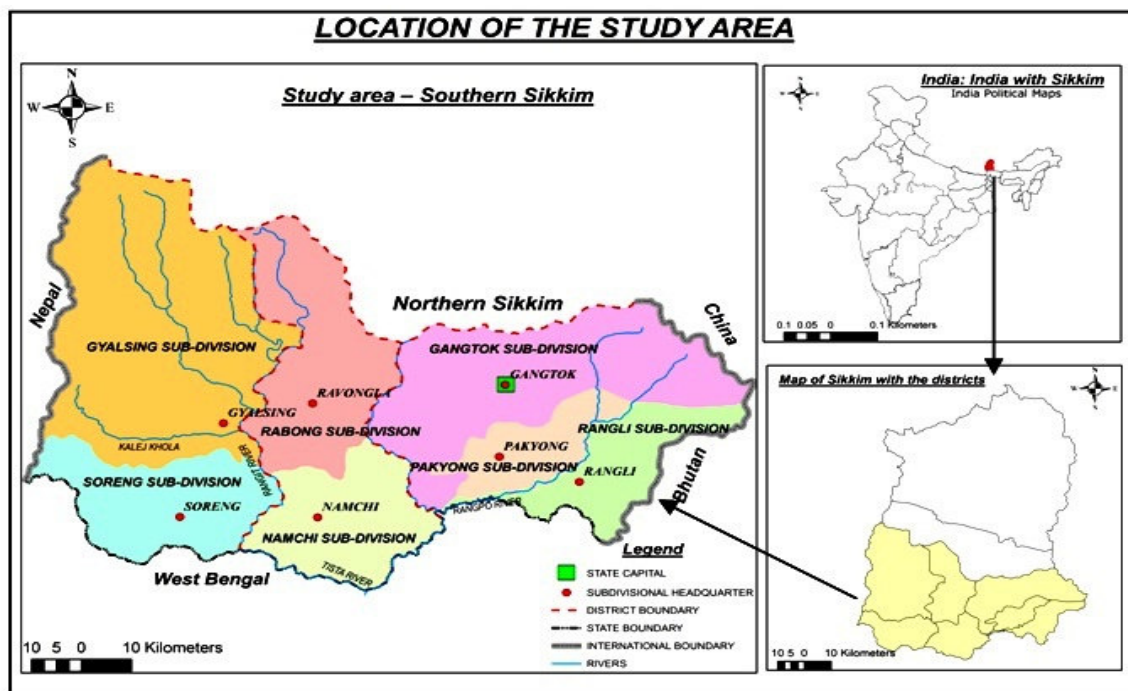 LOCATION OF THE STUDY AREA
Study area – Southern Sikkim
N
W E
S
Nepal
Northern Sikkim
China
GYALSING SUB-DIVISION
GANGTOK SUB-DIVISION
GANGTOK
RAVONGLA
GYALSING
RABONG SUB-DIVISION
RANGLI SUB-DIVISION
KALEJ KHOLA
PAKYONG
PAKYONG SUB-DIVISION
RANGIT RIVER
SORENG SUB-DIVISION
RANGLI
Bhutan
SORENG
NAMCHI
RANGPO RIVER
NAMCHI SUB-DIVISION
West Bengal
TISTA RIVER
Legend
STATE CAPITAL
SUBDIVISIONAL HEADQUARTER
DISTRICT BOUNDARY
STATE BOUNDARY
INTERNATIONAL BOUNDARY
RIVERS
10 5 0 10 Kilometers
India: India with Sikkim
India Political Maps
N
W E
S
0.1 0.05 0 0.1 Kilometers
Map of Sikkim with the districts
N
W E
S
10 5 0 10 Kilometers